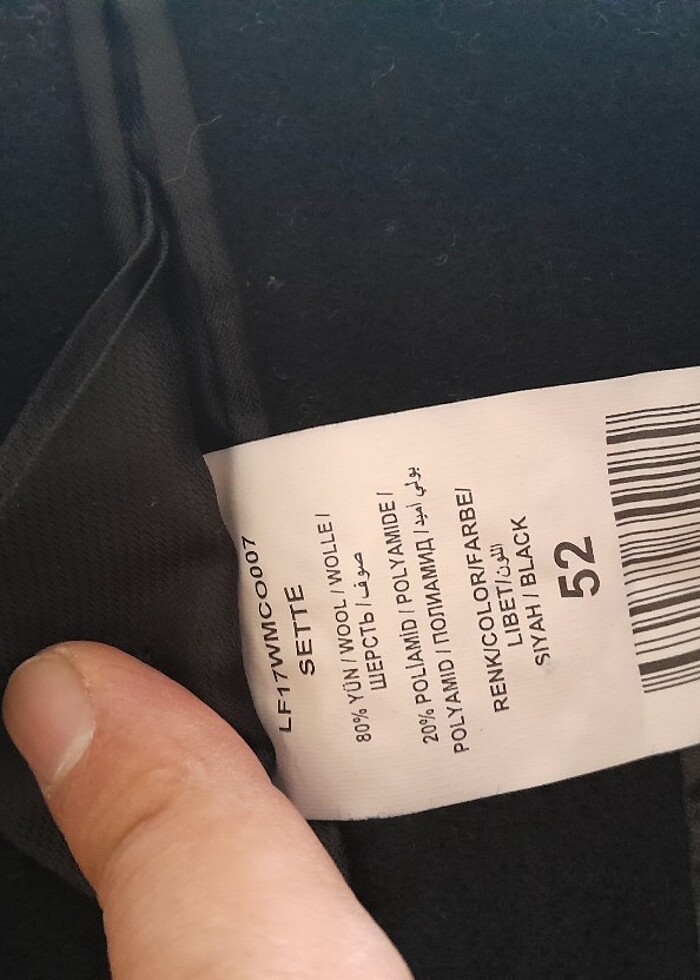 LF17WMCO007
SETTE
80% YÜN / WOOL / WOLLE /
ШЕРСТЬ / صوف
20% POLİAMİD / POLYAMIDE /
POLYAMID / ПОЛИАМИД / بولي أميد
RENK/COLOR/FARBE/
LIBET/اللون
SIYAH / BLACK
52